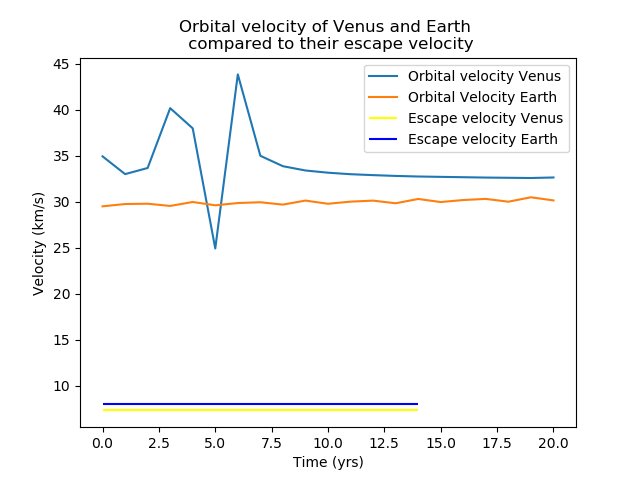 Orbital velocity of Venus and Earth
compared to their escape velocity
45
40
35
30
25
20
15
10
Velocity (km/s)
Orbital velocity Venus
Orbital Velocity Earth
Escape velocity Venus
Escape velocity Earth
0.0 2.5 5.0 7.5 10.0 12.5 15.0 17.5 20.0
Time (yrs)